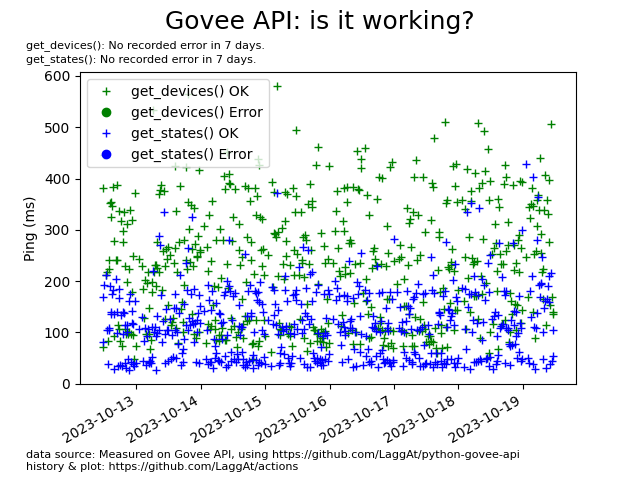 Govee API: is it working?
get_devices(): No recorded error in 7 days.
get_states(): No recorded error in 7 days.
600
500
400
300
200
100
0
Ping (ms)
get_devices() OK
get_devices() Error
get_states() OK
get_states() Error
2023-10-13
2023-10-14
2023-10-15
2023-10-16
2023-10-17
2023-10-18
2023-10-19
data source: Measured on Govee API, using https://github.com/LaggAt/python-govee-api
history & plot: https://github.com/LaggAt/actions